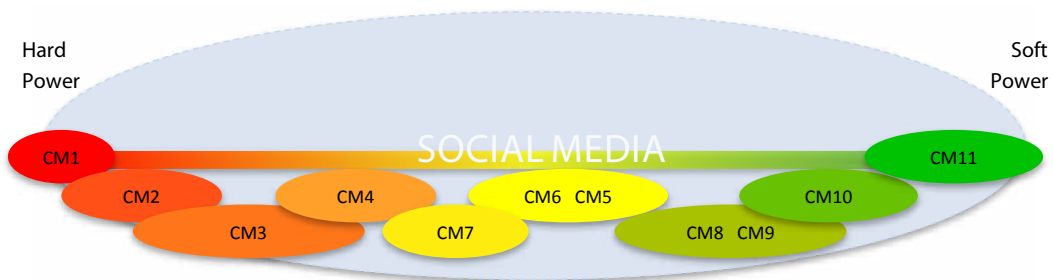 Hard
Power
Soft
Power
SOCIAL MEDIA
CM1
CM11
CM2
CM4
CM6 CM5
CM10
CM3
CM7
CM8 CM9